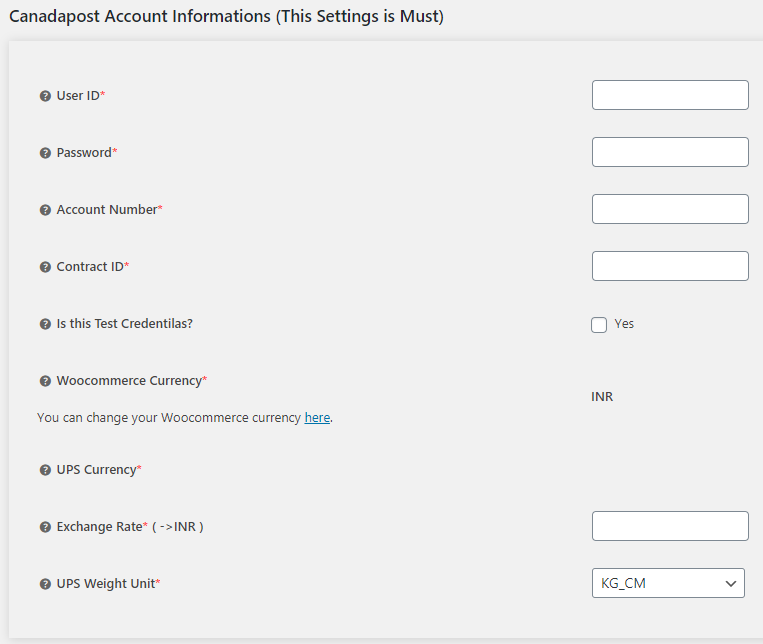 Canadapost Account Informations (This Settings is Must)
User ID*
Password*
Account Number*
Contract ID*
Is this Test Credentilas?
Yes
Woocommerce Currency*
INR
You can change your Woocommerce currency here.
UPS Currency*
Exchange Rate* ( ->INR )
UPS Weight Unit*
KG_CM